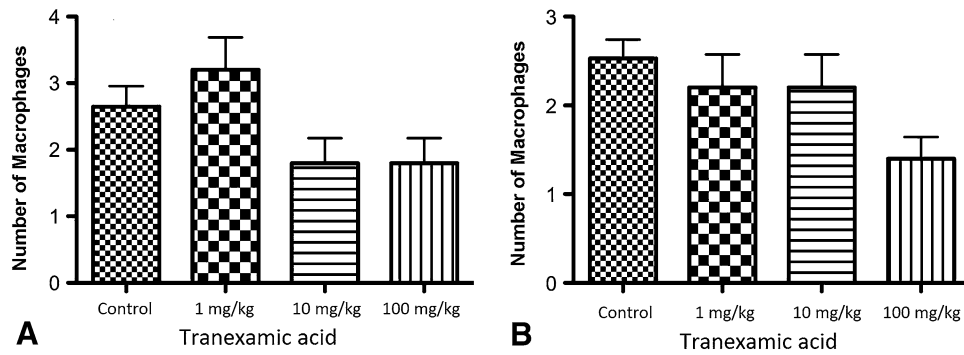 Number of Macrophages
4
3
2
1
0
Control 1 mg/kg 10 mg/kg 100 mg/kg
Tranexamic acid
A
Number of Macrophages
3
2
1
0
Control 1 mg/kg 10 mg/kg 100 mg/kg
Tranexamic acid
B